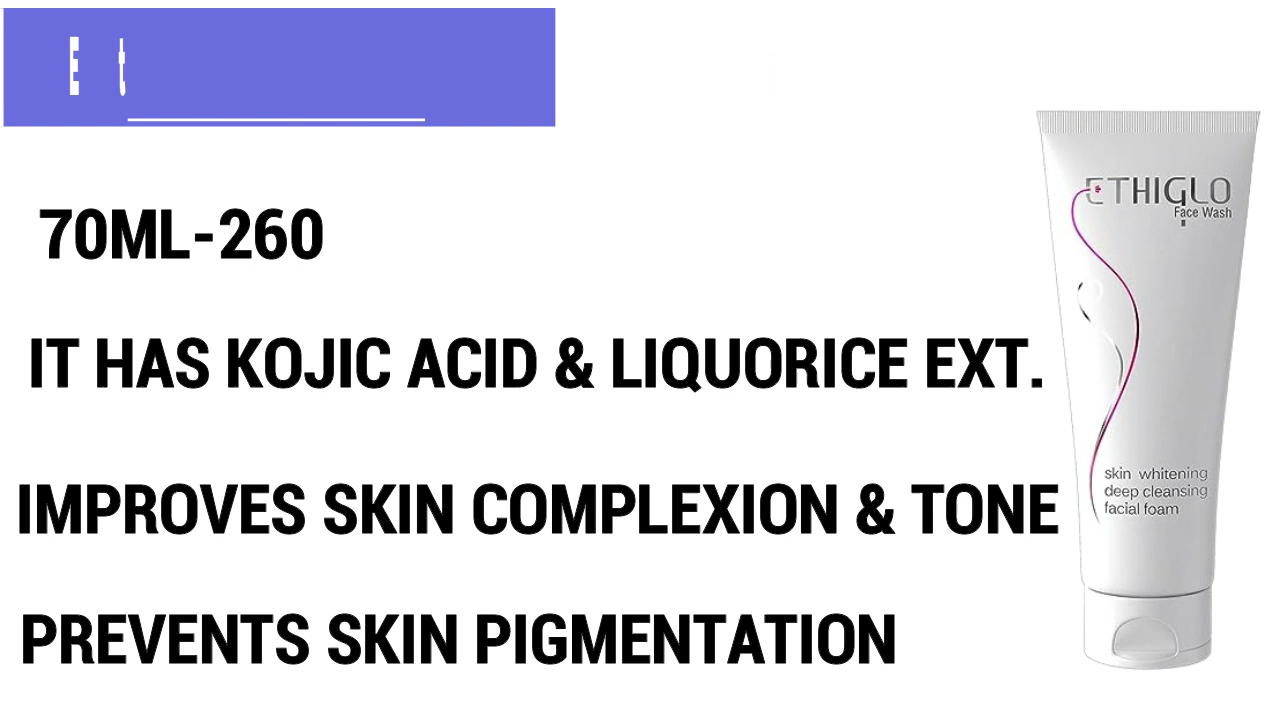 E t
70ML-260
IT HAS KOJIC ACID & LIQUORICE EXT.
IMPROVES SKIN COMPLEXION & TONE
PREVENTS SKIN PIGMENTATION
ETHIGLO
Face Wash
skin whitening
deep cleansing
facial foam